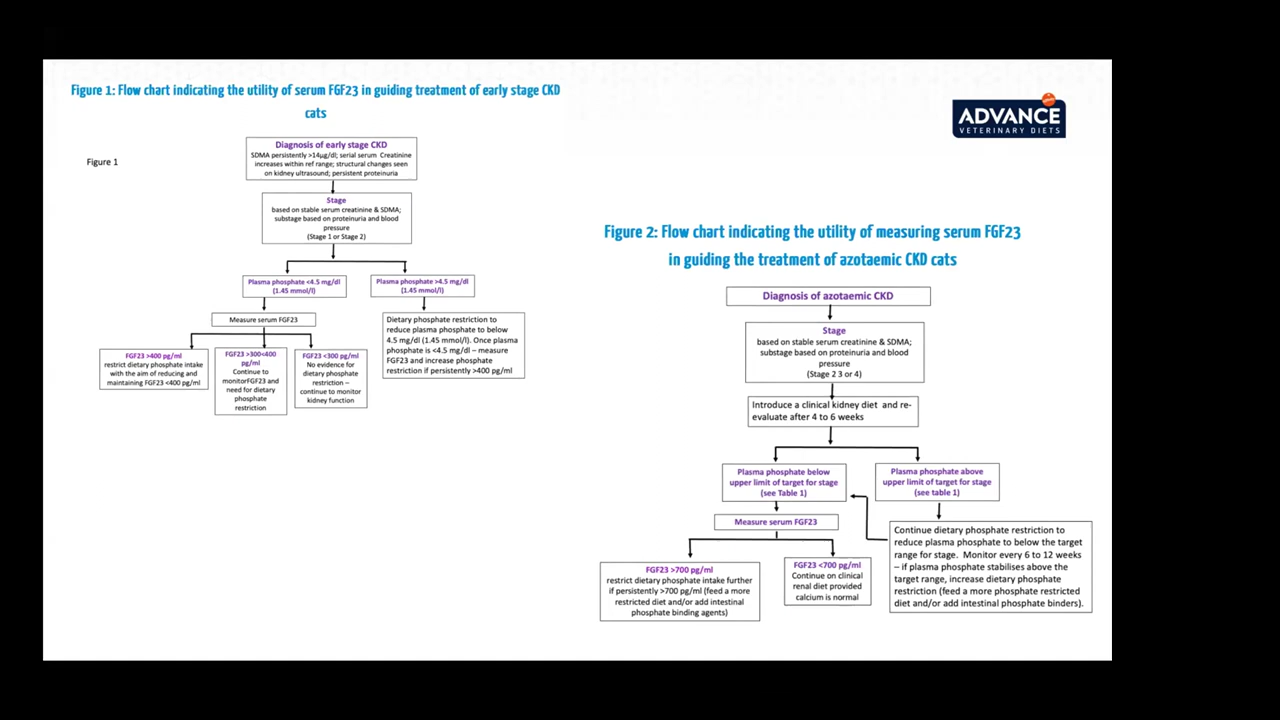 Figure 1: Flow chart indicating the utility of serum FGF23 in guiding treatment of early stage CKD
cats
Figure 1
Diagnosis of early stage CKD
SDMA persistently >14µg/dl; serial serum Creatinine
increases within ref range; structural changes seen
on kidney ultrasound; persistent proteinuria
Stage
based on stable serum creatinine & SDMA;
substage based on proteinuria and blood
pressure
(Stage 1 or Stage 2)
Plasma phosphate <4.5 mg/dl
(1.45 mmol/l)
Plasma phosphate >4.5 mg/dl
(1.45 mmol/l)
Measure serum FGF23
FGF23 >400 pg/ml
restrict dietary phosphate intake
with the aim of reducing and
maintaining FGF23 <400 pg/ml
FGF23 >300<400
pg/ml
Continue to
monitorFGF23 and
need for dietary
phosphate
restriction
FGF23 <300 pg/ml
No evidence for
dietary phosphate
restriction –
continue to monitor
kidney function
Dietary phosphate restriction to
reduce plasma phosphate to below
4.5 mg/dl (1.45 mmol/l). Once plasma
phosphate is <4.5 mg/dl – measure
FGF23 and increase phosphate
restriction if persistently >400 pg/ml
ADVANCE
VETERINARY DIETS
Figure 2: Flow chart indicating the utility of measuring serum FGF23
in guiding the treatment of azotaemic CKD cats
Diagnosis of azotaemic CKD
Stage
based on stable serum creatinine & SDMA;
substage based on proteinuria and blood
pressure
(Stage 2 3 or 4)
Introduce a clinical kidney diet and re-
evaluate after 4 to 6 weeks
Plasma phosphate below
upper limit of target for stage
(see Table 1)
Plasma phosphate above
upper limit of target for stage
(see table 1)
Measure serum FGF23
FGF23 >700 pg/ml
restrict dietary phosphate intake further
if persistently >700 pg/ml (feed a more
restricted diet and/or add intestinal
phosphate binding agents)
FGF23 <700 pg/ml
Continue on clinical
renal diet provided
calcium is normal
Continue dietary phosphate restriction to
reduce plasma phosphate to below the target
range for stage. Monitor every 6 to 12 weeks
– if plasma phosphate stabilises above the
target range, increase dietary phosphate
restriction (feed a more phosphate restricted
diet and/or add intestinal phosphate binders).